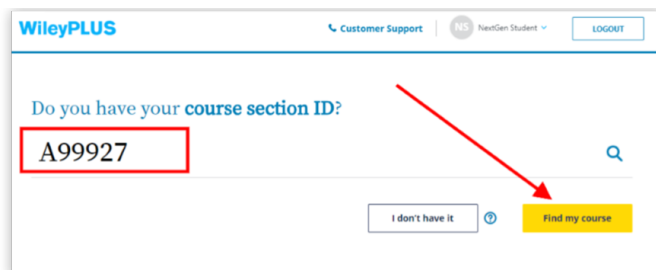 WileyPLUS Customer Support NS NextGen Student LOGOUT
Do you have your course section ID?
A99927
I don't have it ? Find my course